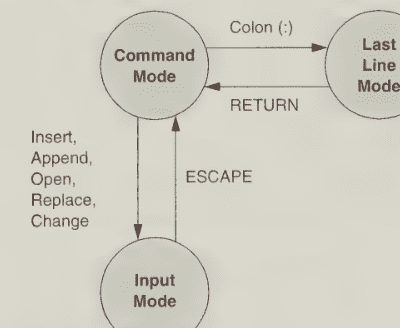 Colon (:)
Command
Mode
Last
Line
Mode
RETURN
Insert,
Append,
Open,
Replace,
Change
ESCAPE
Input
Mode